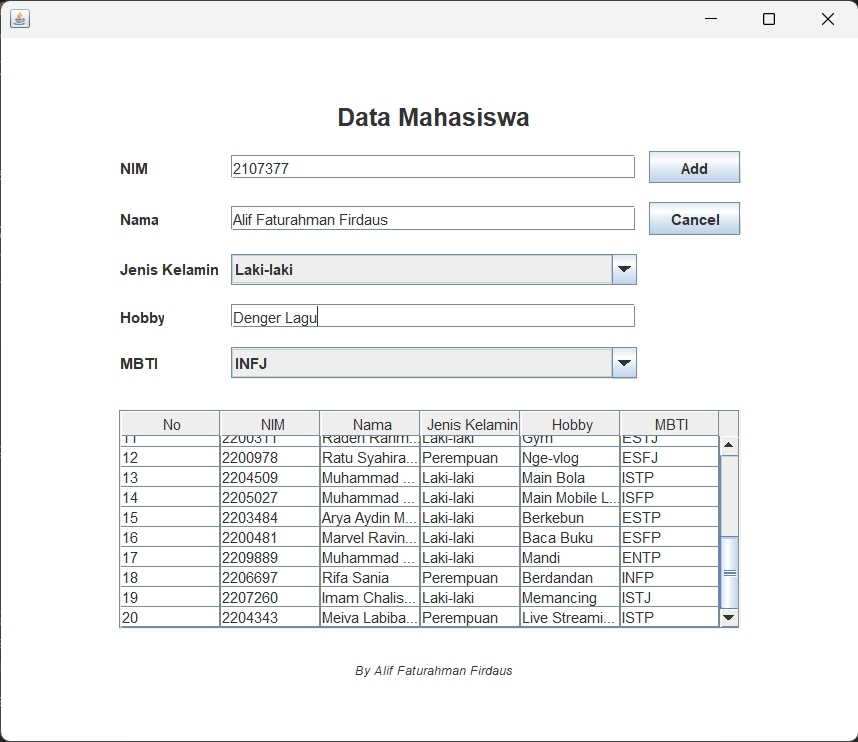 Data Mahasiswa
NIM 2107377 Add
Nama Alif Faturahman Firdaus Cancel
Jenis Kelamin Laki-laki
Hobby Denger Lagu
MBTI INFJ
No NIM Nama Jenis Kelamin Hobby MBTI
11 2200311 Raden Rahm... Laki-laki Gym ESTJ
12 2200978 Ratu Syahira... Perempuan Nge-vlog ESFJ
13 2204509 Muhammad ... Laki-laki Main Bola ISTP
14 2205027 Muhammad ... Laki-laki Main Mobile L... ISFP
15 2203484 Arya Aydin M... Laki-laki Berkebun ESTP
16 2200481 Marvel Ravin... Laki-laki Baca Buku ESFP
17 2209889 Muhammad ... Laki-laki Mandi ENTP
18 2206697 Rifa Sania Perempuan Berdandan INFP
19 2207260 Imam Chalis... Laki-laki Memancing ISTJ
20 2204343 Meiva Labiba... Perempuan Live Streami... ISTP
By Alif Faturahman Firdaus